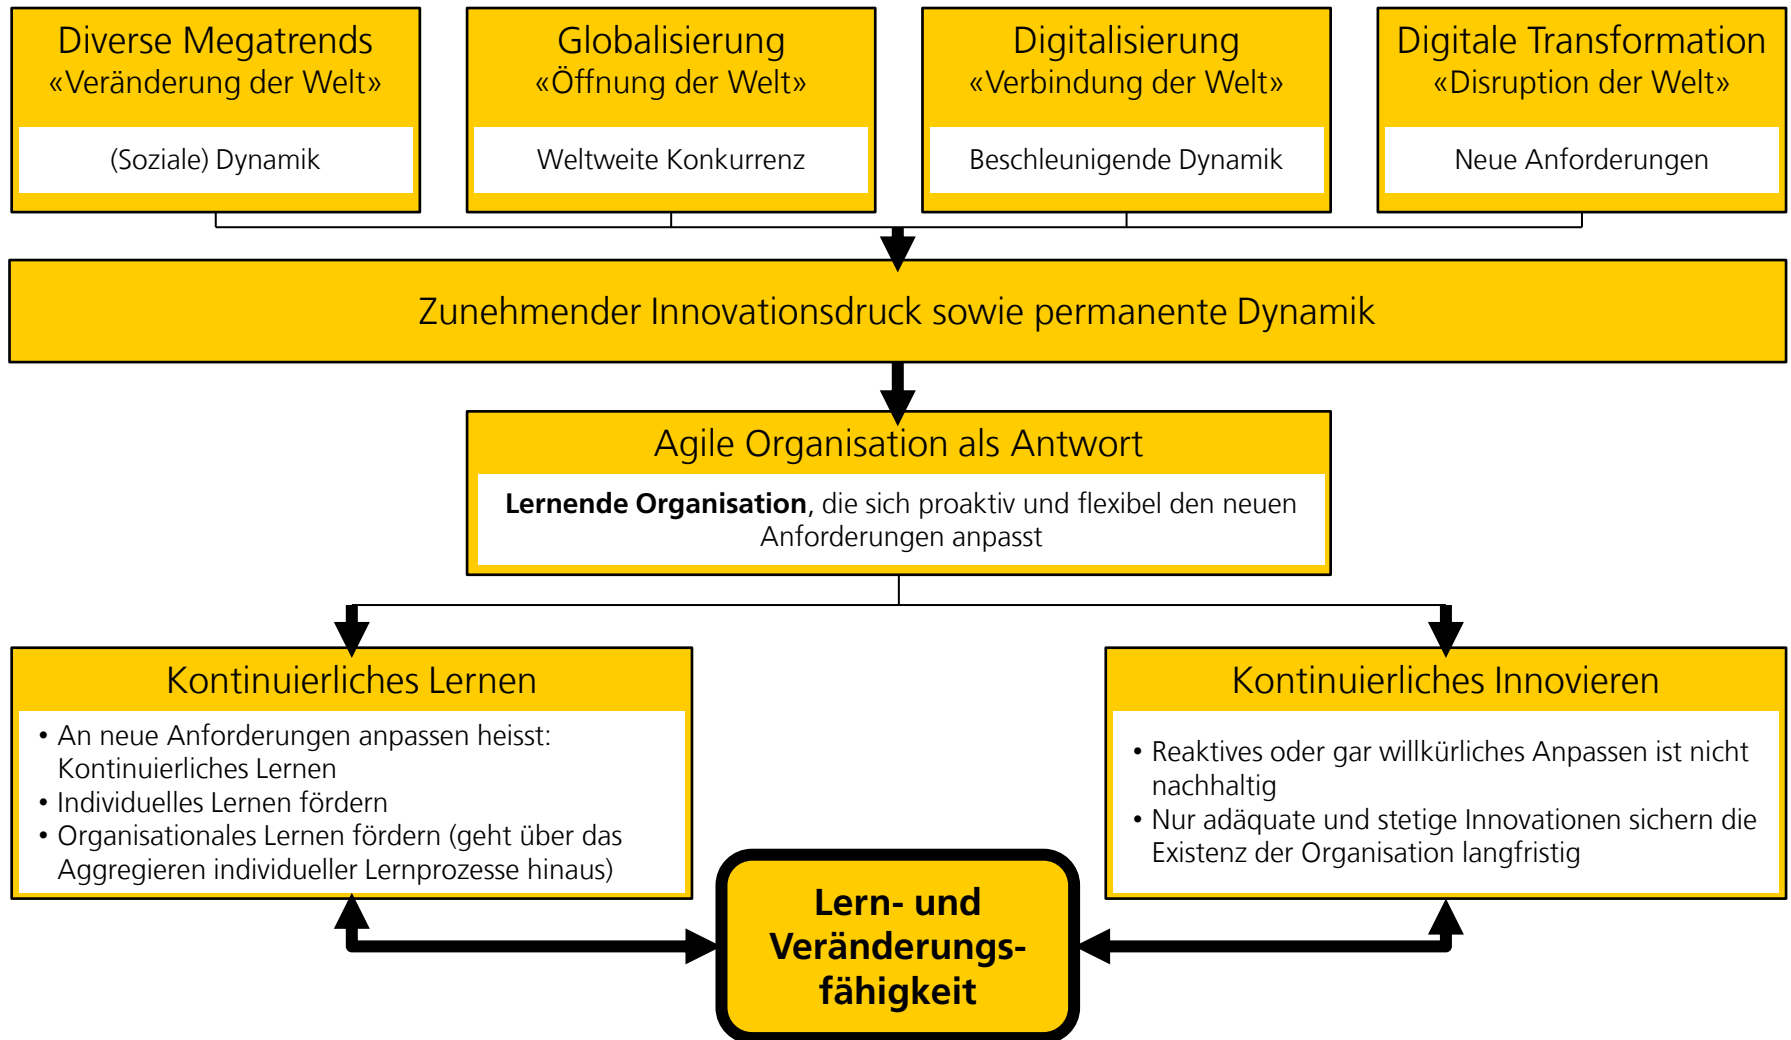 Diverse Megatrends
«Veränderung der Welt»
(Soziale) Dynamik
Globalisierung
«Öffnung der Welt»
Weltweite Konkurrenz
Digitalisierung
«Verbindung der Welt»
Beschleunigende Dynamik
Digitale Transformation
«Disruption der Welt»
Neue Anforderungen
Zunehmender Innovationsdruck sowie permanente Dynamik
Agile Organisation als Antwort
Lernende Organisation, die sich proaktiv und flexibel den neuen
Anforderungen anpasst
Kontinuierliches Lernen
• An neue Anforderungen anpassen heisst:
Kontinuierliches Lernen
• Individuelles Lernen fördern
• Organisationales Lernen fördern (geht über das
Aggregieren individueller Lernprozesse hinaus)
Kontinuierliches Innovieren
• Reaktives oder gar willkürliches Anpassen ist nicht
nachhaltig
• Nur adäquate und stetige Innovationen sichern die
Existenz der Organisation langfristig
Lern- und
Veränderungs-
fähigkeit